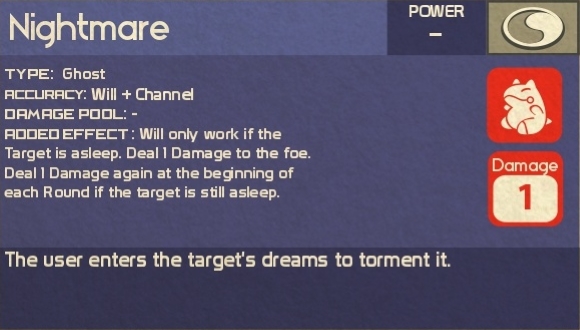 Nightmare
POWER
–
TYPE: Ghost
ACCURACY: Will + Channel
DAMAGE POOL: -
ADDED EFFECT: Will only work if the
Target is asleep. Deal 1 Damage to the foe.
Deal 1 Damage again at the beginning of
each Round if the target is still asleep.
Damage
1
The user enters the target's dreams to torment it.